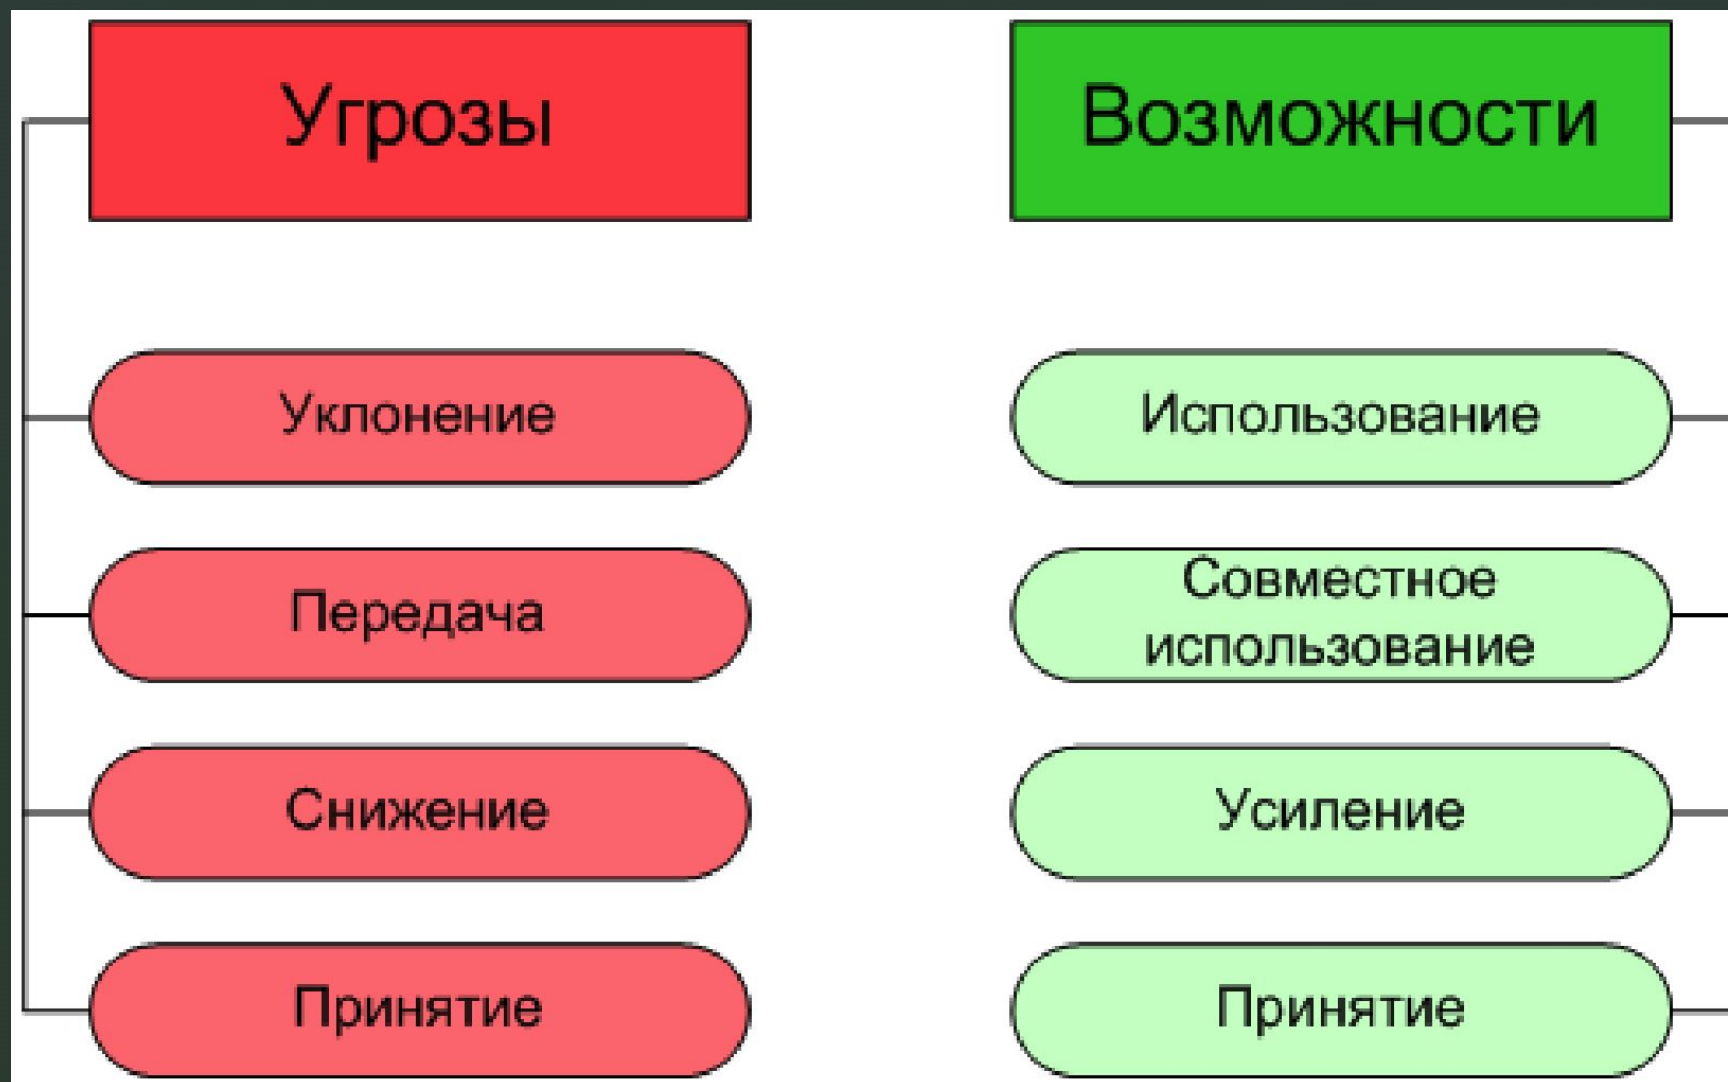 Угрозы
Возможности
Уклонение
Использование
Передача
Совместное
использование
Снижение
Усиление
Принятие
Принятие